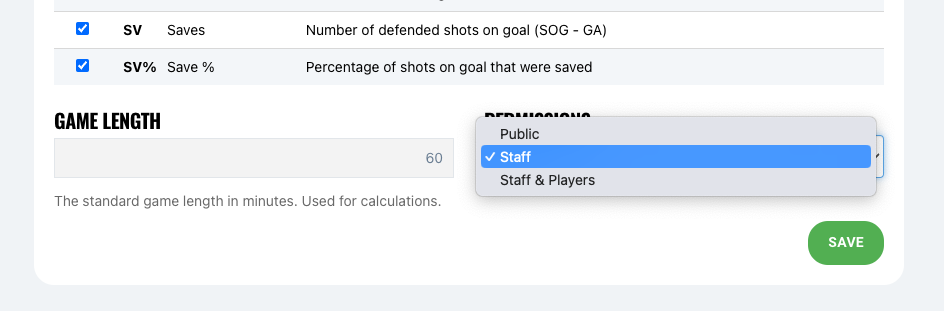 SV Saves Number of defended shots on goal (SOG - GA)
SV% Save % Percentage of shots on goal that were saved
GAME LENGTH PERMISSIONS
60
Public
Staff
Staff & Players
The standard game length in minutes. Used for calculations.
SAVE